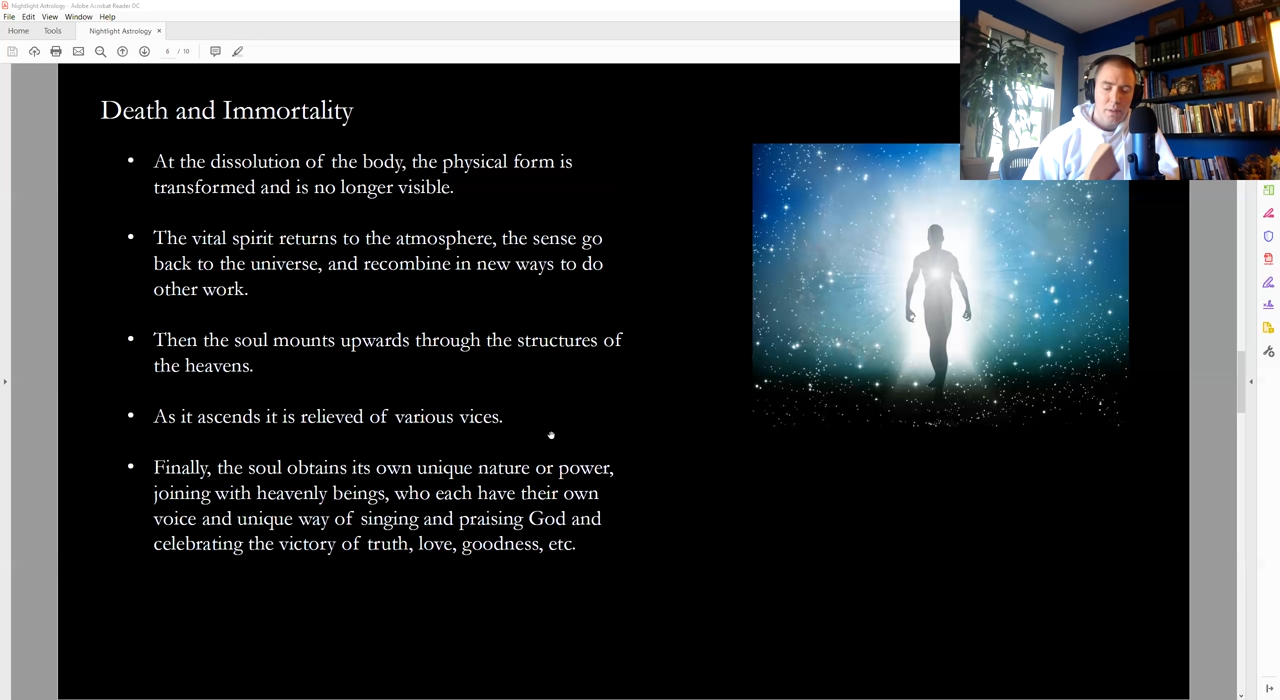 Nightlight Astrology - Adobe Acrobat Reader DC
File Edit View Window Help
Home Tools Nightlight Astrology ×
6 / 10
Death and Immortality
• At the dissolution of the body, the physical form is
transformed and is no longer visible.
• The vital spirit returns to the atmosphere, the sense go
back to the universe, and recombine in new ways to do
other work.
• Then the soul mounts upwards through the structures of
the heavens.
• As it ascends it is relieved of various vices.
• Finally, the soul obtains its own unique nature or power,
joining with heavenly beings, who each have their own
voice and unique way of singing and praising God and
celebrating the victory of truth, love, goodness, etc.